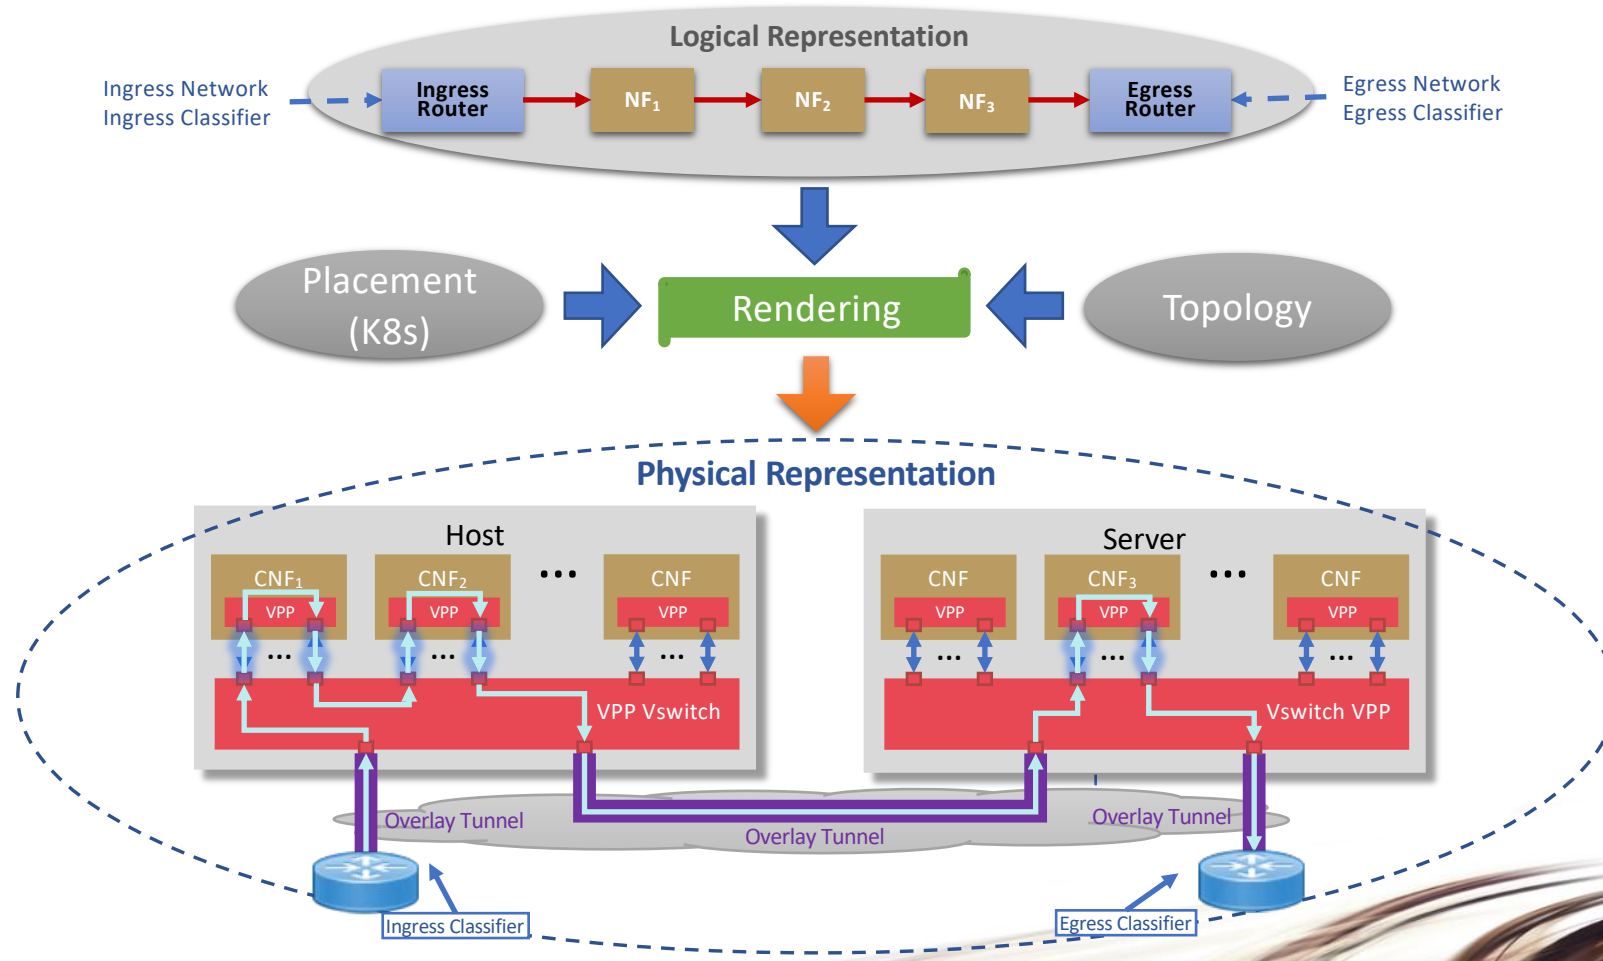 Logical Representation
Ingress Network
Ingress Classifier
Ingress
Router
NF1
NF2
NF3
Egress
Router
Egress Network
Egress Classifier
Placement
(K8s)
Rendering
Topology
Physical Representation
Host
Server
CNF1
VPP
...
CNF2
VPP
...
...
CNF
VPP
...
CNF
VPP
...
CNF3
VPP
...
...
CNF
VPP
...
VPP Vswitch
Vswitch VPP
Overlay Tunnel
Overlay Tunnel
Overlay Tunnel
Ingress Classifier
Egress Classifier